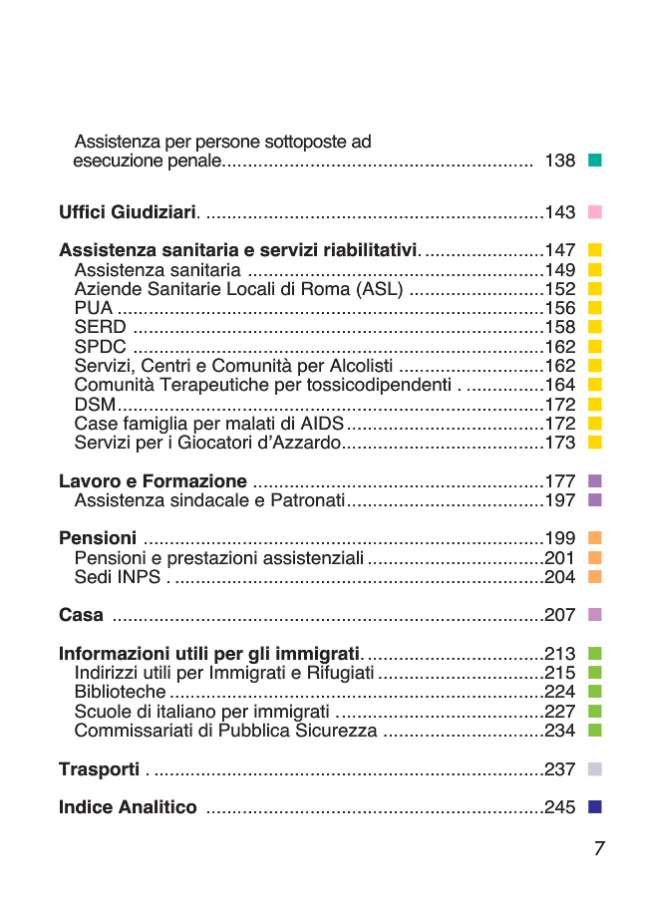 Assistenza per persone sottoposte ad
esecuzione penale............................................................ 138
Uffici Giudiziari. .................................................................143
Assistenza sanitaria e servizi riabilitativi. .......................147
Assistenza sanitaria .........................................................149
Aziende Sanitarie Locali di Roma (ASL) ..........................152
PUA ..................................................................................156
SERD ...............................................................................158
SPDC ...............................................................................162
Servizi, Centri e Comunità per Alcolisti ............................162
Comunità Terapeutiche per tossicodipendenti . ...............164
DSM..................................................................................172
Case famiglia per malati di AIDS......................................172
Servizi per i Giocatori d’Azzardo.......................................173
Lavoro e Formazione ........................................................177
Assistenza sindacale e Patronati......................................197
Pensioni .............................................................................199
Pensioni e prestazioni assistenziali ..................................201
Sedi INPS . .......................................................................204
Casa ...................................................................................207
Informazioni utili per gli immigrati. ..................................213
Indirizzi utili per Immigrati e Rifugiati ................................215
Biblioteche ........................................................................224
Scuole di italiano per immigrati ........................................227
Commissariati di Pubblica Sicurezza ...............................234
Trasporti . ...........................................................................237
Indice Analitico .................................................................245
7